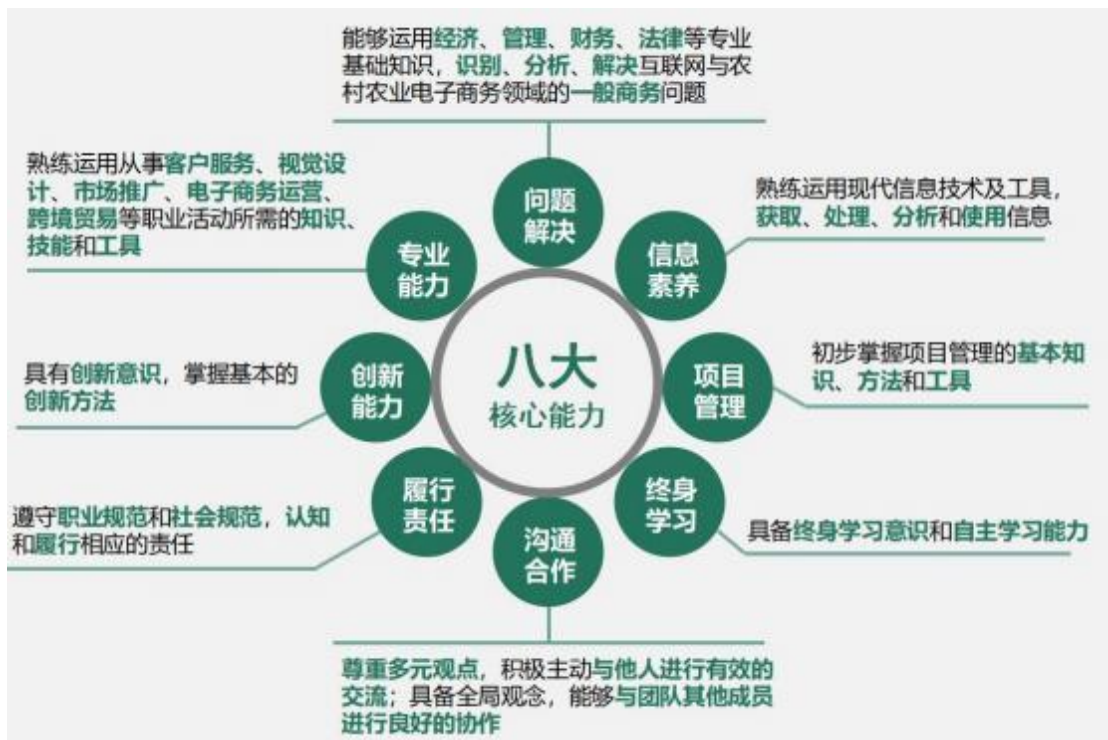 能够运用经济、管理、财务、法律等专业
基础知识，识别、分析、解决互联网与农
村农业电子商务领域的一般商务问题
熟练运用从事客户服务、视觉设
计、市场推广、电子商务运营、
跨境贸易等职业活动所需的知识、
技能和工具
问题
解决
熟练运用现代信息技术及工具，
获取、处理、分析和使用信息
专业
能力
信息
素养
八大
核心能力
具有创新意识，掌握基本的
创新方法
创新
能力
项目
管理
初步掌握项目管理的基本知
识、方法和工具
遵守职业规范和社会规范，认知
和履行相应的责任
履行
责任
终身
学习
具备终身学习意识和自主学习能力
沟通
合作
尊重多元观点，积极主动与他人进行有效的
交流；具备全局观念，能够与团队其他成员
进行良好的协作